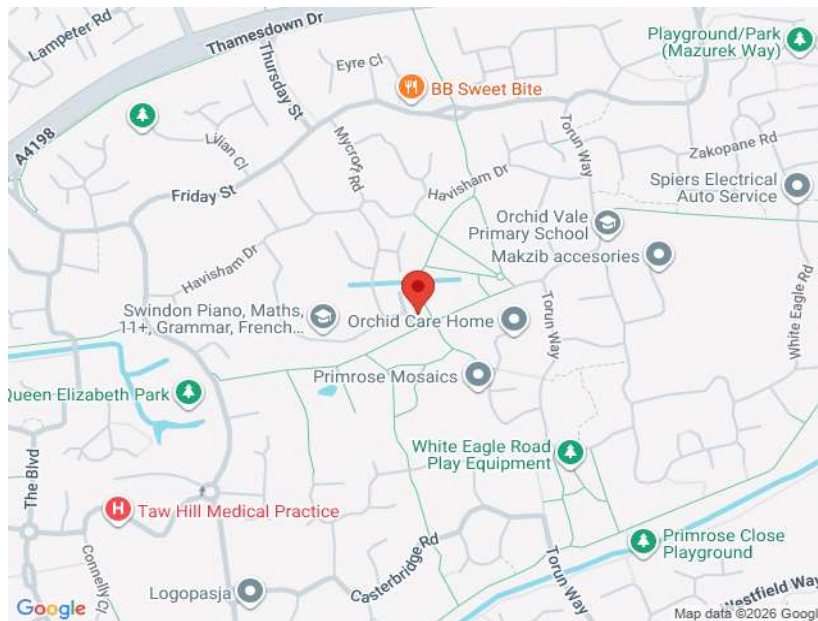 Lampeter Rd
Thamesdown Dr
Playground/Park
(Mazurek Way)
Thursday St
Eyre Cl
BB Sweet Bite
A4198
Lilian Cl
Mycroft Rd
Torun Way
Zakopane Rd
Friday St
Havisham Dr
Spiers Electrical
Auto Service
Orchid Vale
Primary School
Makzib accesories
Havisham Dr
Swindon Piano, Maths,
11+, Grammar, French...
Orchid Care Home
Torun Way
White Eagle Rd
Primrose Mosaics
Queen Elizabeth Park
White Eagle Road
Play Equipment
The Blvd
H
Taw Hill Medical Practice
Primrose Close
Playground
Connelly Cl
Casterbridge Rd
Torun Way
Logopasja
Westfield Way
Google
Map data ©2026 Google